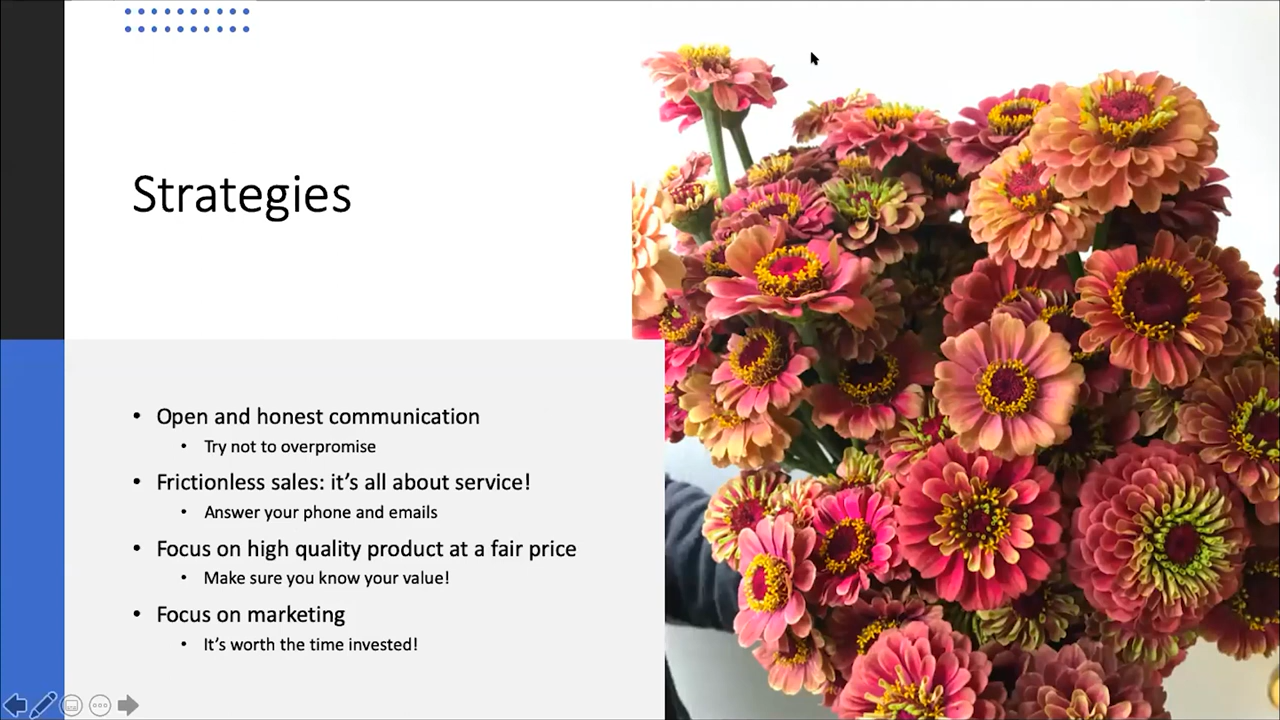 Strategies
• Open and honest communication
• Try not to overpromise
• Frictionless sales: it’s all about service!
• Answer your phone and emails
• Focus on high quality product at a fair price
• Make sure you know your value!
• Focus on marketing
• It’s worth the time invested!